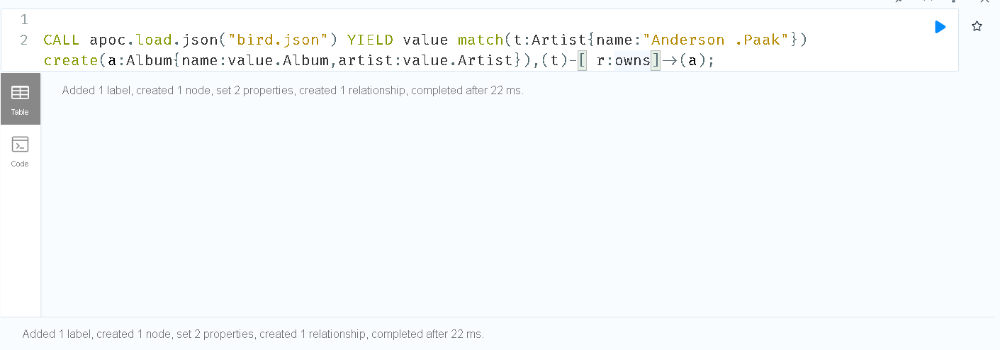 1
2 CALL apoc.load.json("bird.json") YIELD value match(t:Artist{name:"Anderson .Paak"})
create(a:Album{name:value.Album,artist:value.Artist}),(t)-[ r:owns]->(a);
Table
Added 1 label, created 1 node, set 2 properties, created 1 relationship, completed after 22 ms.
Code
Added 1 label, created 1 node, set 2 properties, created 1 relationship, completed after 22 ms.